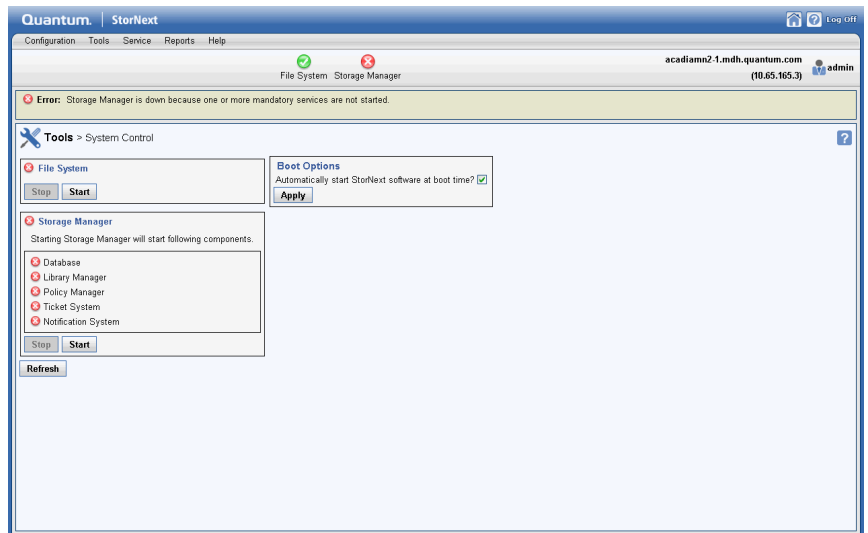 Quantum. | StorNext
Log Off
Configuration Tools Service Reports Help
File System Storage Manager
acadiamn2-1.mdh.quantum.com
(10.65.165.3)
admin
Error: Storage Manager is down because one or more mandatory services are not started.
Tools > System Control
File System
Stop Start
Boot Options
Automatically start StorNext software at boot time?
Apply
Storage Manager
Starting Storage Manager will start following components.
Database
Library Manager
Policy Manager
Ticket System
Notification System
Stop Start
Refresh